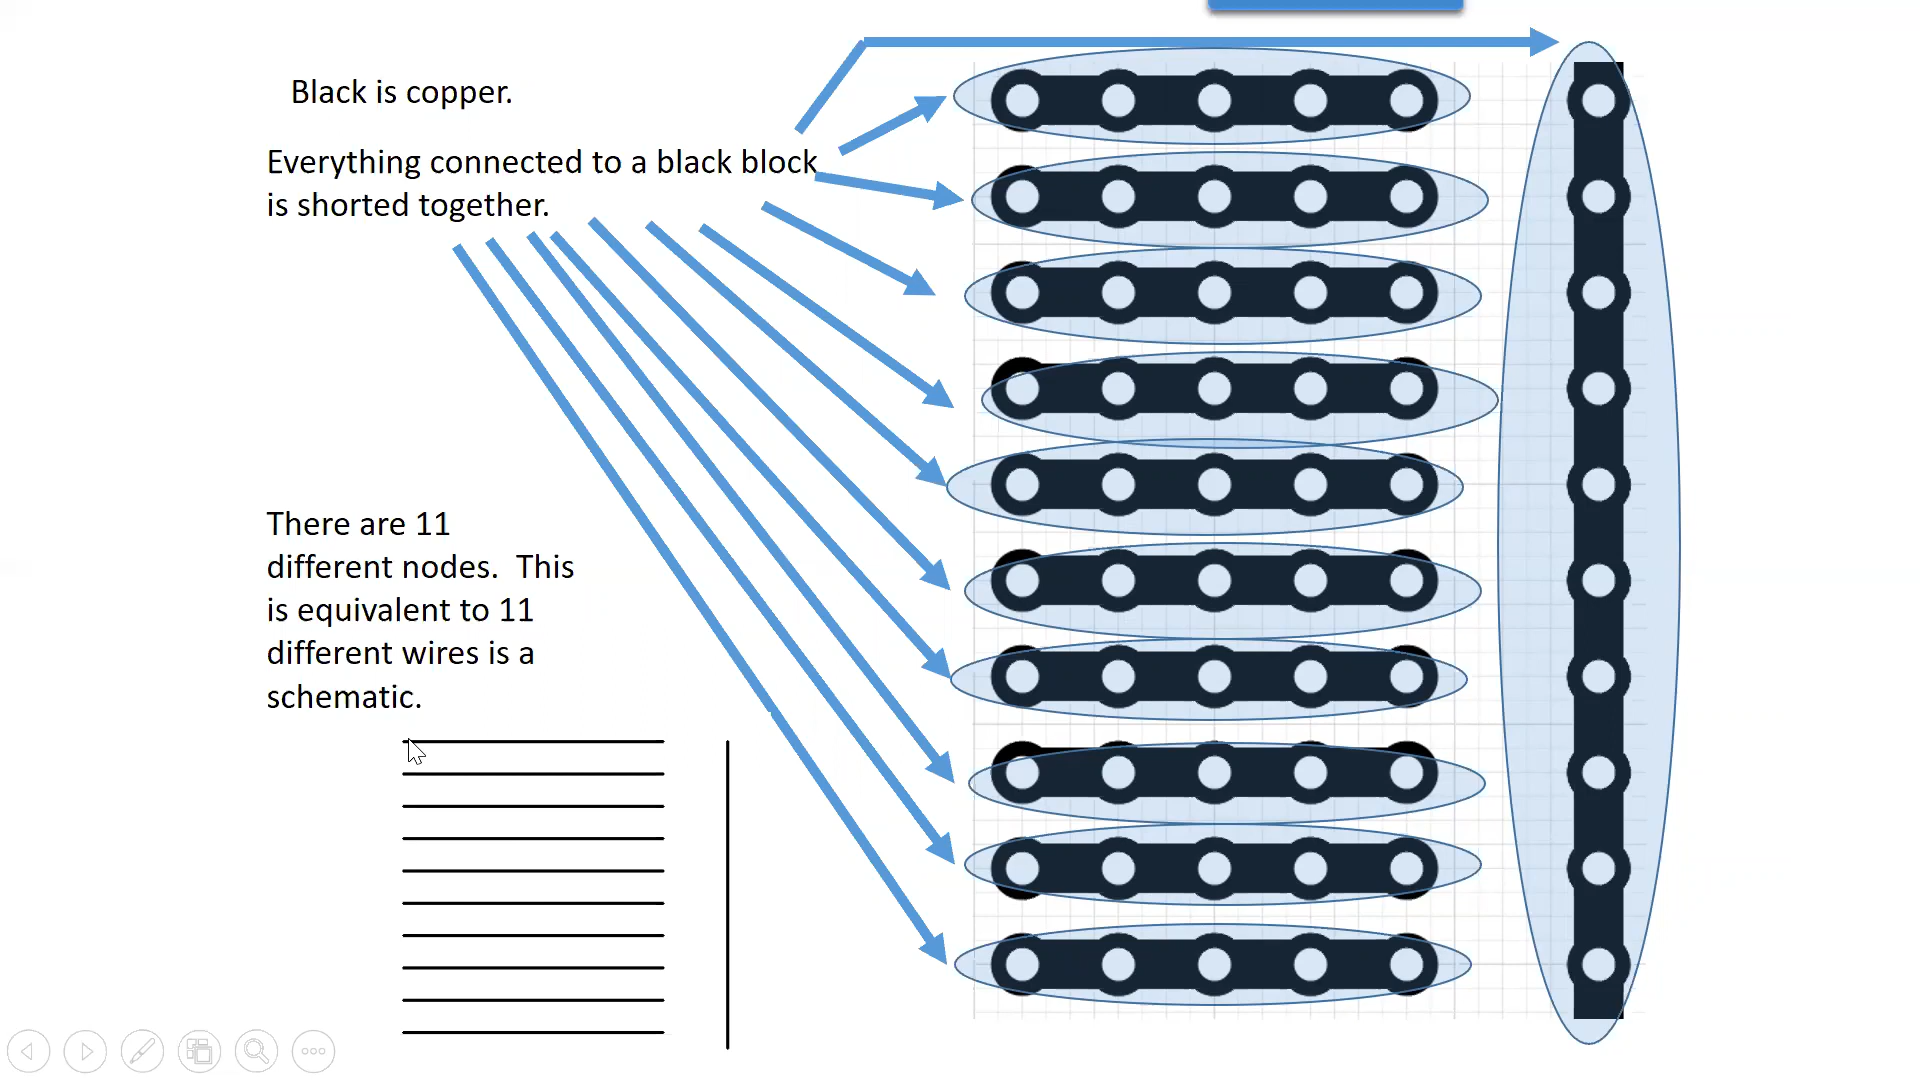 Black is copper.
Everything connected to a black block
is shorted together.
There are 11
different nodes.  This
is equivalent to 11
different wires is a
schematic.